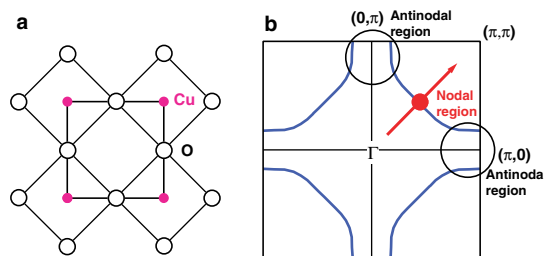 a
Cu
O
b
(0,π)
Antinodal
region
(π,π)
Nodal
region
Γ
(π,0)
Antinodal
region